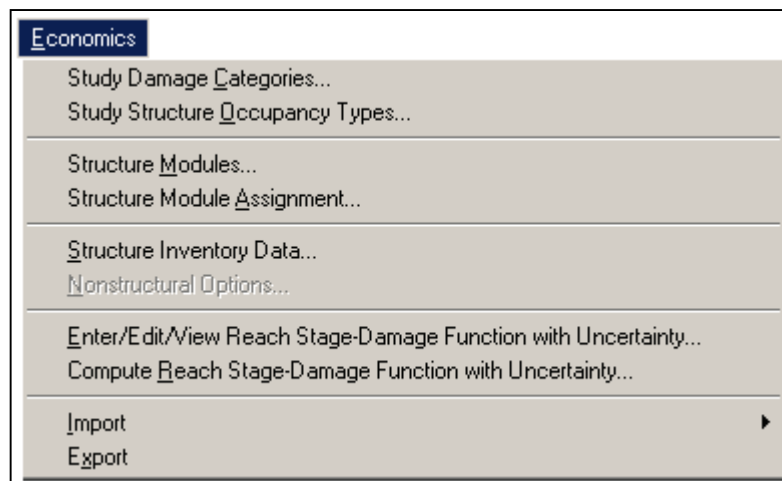 Economics
Study Damage Categories...
Study Structure Occupancy Types...
Structure Modules...
Structure Module Assignment...
Structure Inventory Data...
Nonstructural Options...
Enter/Edit/View Reach Stage-Damage Function with Uncertainty...
Compute Reach Stage-Damage Function with Uncertainty...
Import
Export